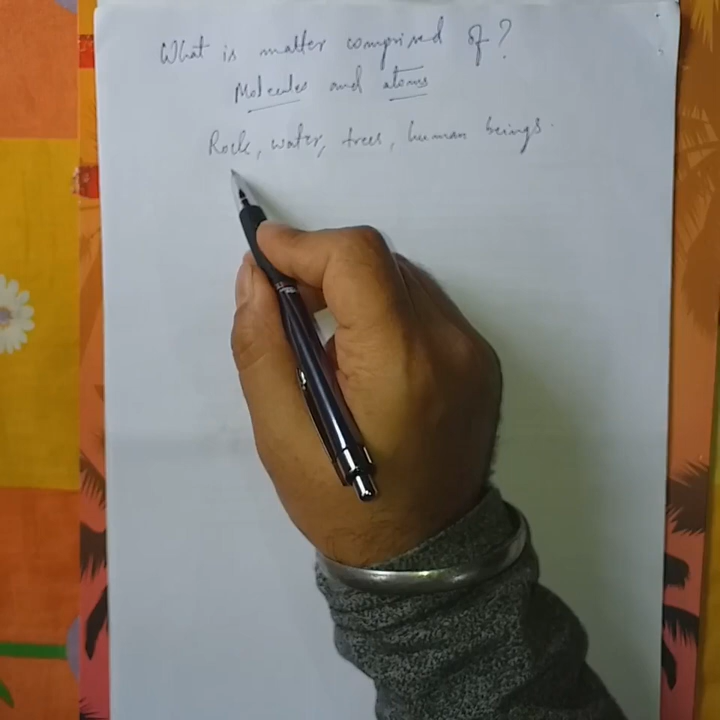 What is matter comprised of?
Molecules and atoms
Rock, water, trees, human beings.